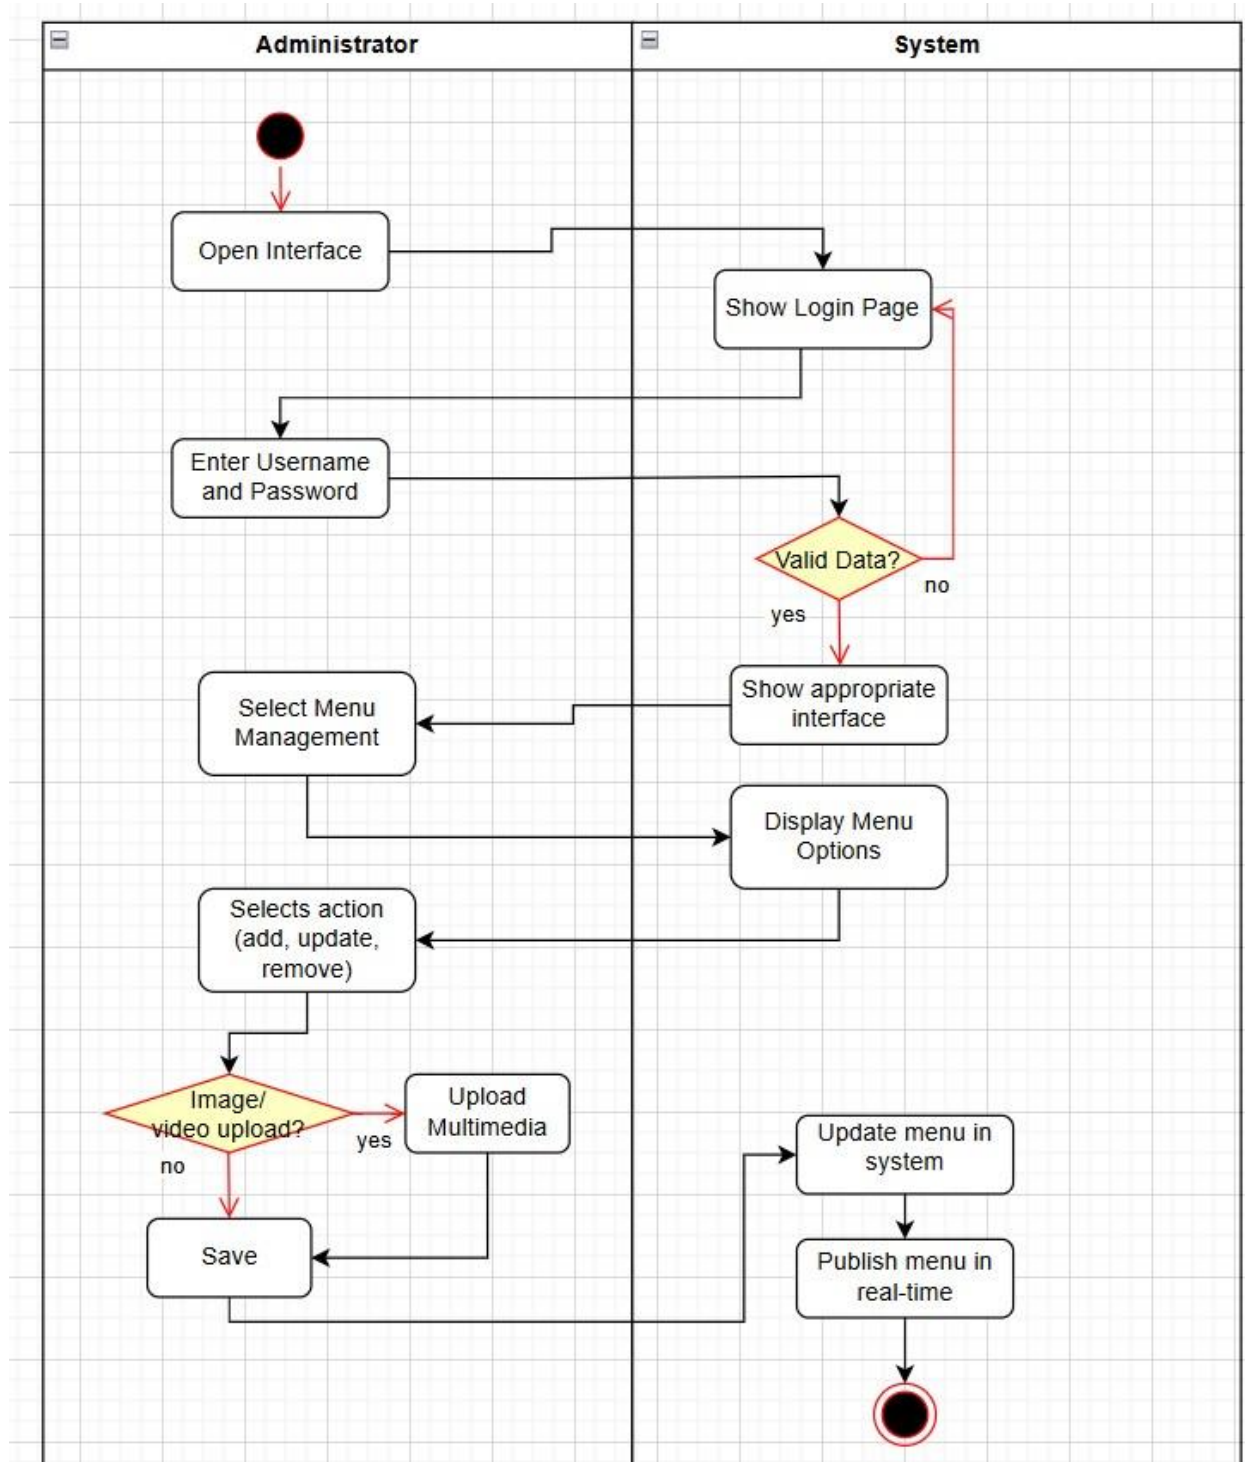 Administrator
System
Open Interface
Show Login Page
Enter Username
and Password
Valid Data?
no
yes
Show appropriate
interface
Select Menu
Management
Display Menu
Options
Selects action
(add, update,
remove)
Image/
video upload?
yes
no
Upload
Multimedia
Save
Update menu in
system
Publish menu in
real-time